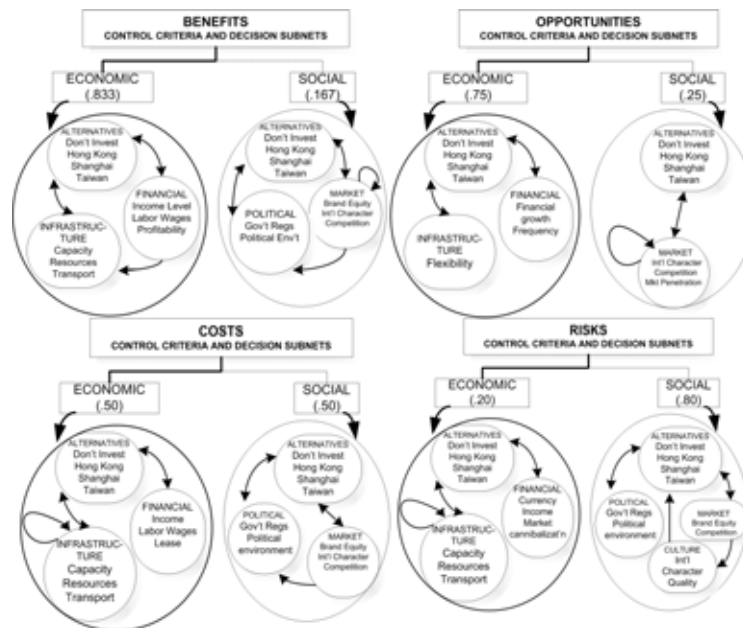 BENEFITS
CONTROL CRITERIA AND DECISION SUBNETS
ECONOMIC
(.833)
SOCIAL
(.167)
ALTERNATIVES
Don't Invest
Hong Kong
Shanghai
Taiwan
FINANCIAL
Income Level
Labor Wages
Profitability
INFRASTRUC-
TURE
Capacity
Resources
Transport
ALTERNATIVES
Don't Invest
Hong Kong
Shanghai
Taiwan
MARKET
Brand Equity
Int'l Character
Competition
POLITICAL
Gov't Regs
Political Env't
OPPORTUNITIES
CONTROL CRITERIA AND DECISION SUBNETS
ECONOMIC
(.75)
SOCIAL
(.25)
ALTERNATIVES
Don't Invest
Hong Kong
Shanghai
Taiwan
FINANCIAL
Financial
growth
Frequency
INFRASTRUC-
TURE
Flexibility
ALTERNATIVES
Don't Invest
Hong Kong
Shanghai
Taiwan
MARKET
Int'l Character
Competition
Mkt Penetration
COSTS
CONTROL CRITERIA AND DECISION SUBNETS
ECONOMIC
(.50)
SOCIAL
(.50)
ALTERNATIVES
Don't Invest
Hong Kong
Shanghai
Taiwan
FINANCIAL
Income
Labor Wages
Lease
INFRASTRUC-
TURE
Capacity
Resources
Transport
ALTERNATIVES
Don't Invest
Hong Kong
Shanghai
Taiwan
POLITICAL
Gov't Regs
Political
environment
MARKET
Brand Equity
Int'l Character
Competition
RISKS
CONTROL CRITERIA AND DECISION SUBNETS
ECONOMIC
(.20)
SOCIAL
(.80)
ALTERNATIVES
Don't Invest
Hong Kong
Shanghai
Taiwan
FINANCIAL
Currency
Income
Market
cannibalizat'n
INFRASTRUC-
TURE
Capacity
Resources
Transport
ALTERNATIVES
Don't Invest
Hong Kong
Shanghai
Taiwan
POLITICAL
Gov't Regs
Political
environment
MARKET
Brand Equity
Competition
CULTURE
Int'l
Character
Quality